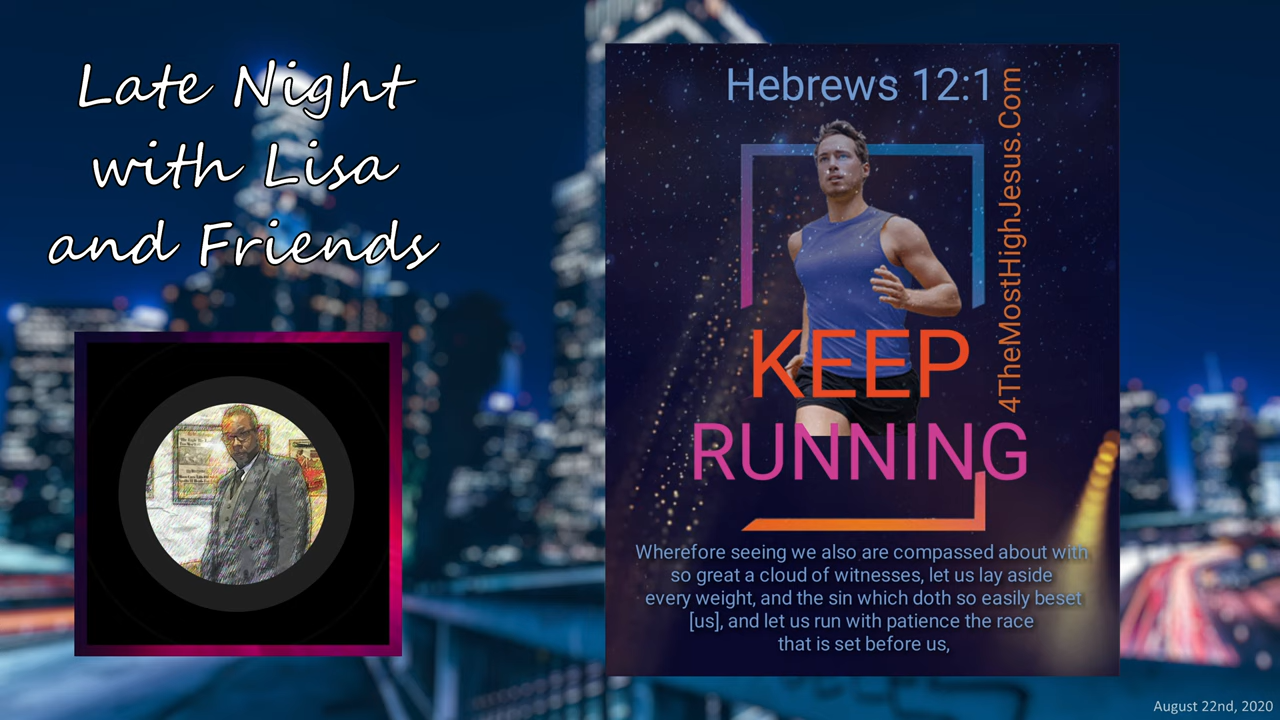 Late Night
with Lisa
and Friends
Hebrews 12:1
4TheMostHighJesus.Com
KEEP
RUNNING
Wherefore seeing we also are compassed about with
so great a cloud of witnesses, let us lay aside
every weight, and the sin which doth so easily beset
[us], and let us run with patience the race
that is set before us,
August 22nd, 2020